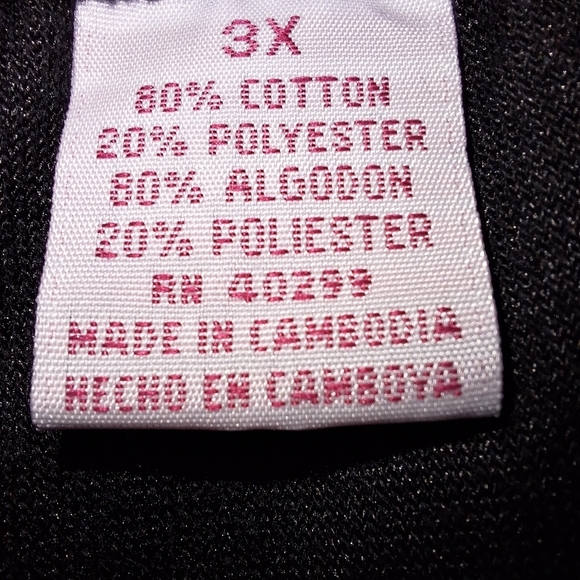 3X
80% COTTON
20% POLYESTER
80% ALGODON
20% POLIESTER
RN 40299
MADE IN CAMBODIA
HECHO EN CAMBOYA